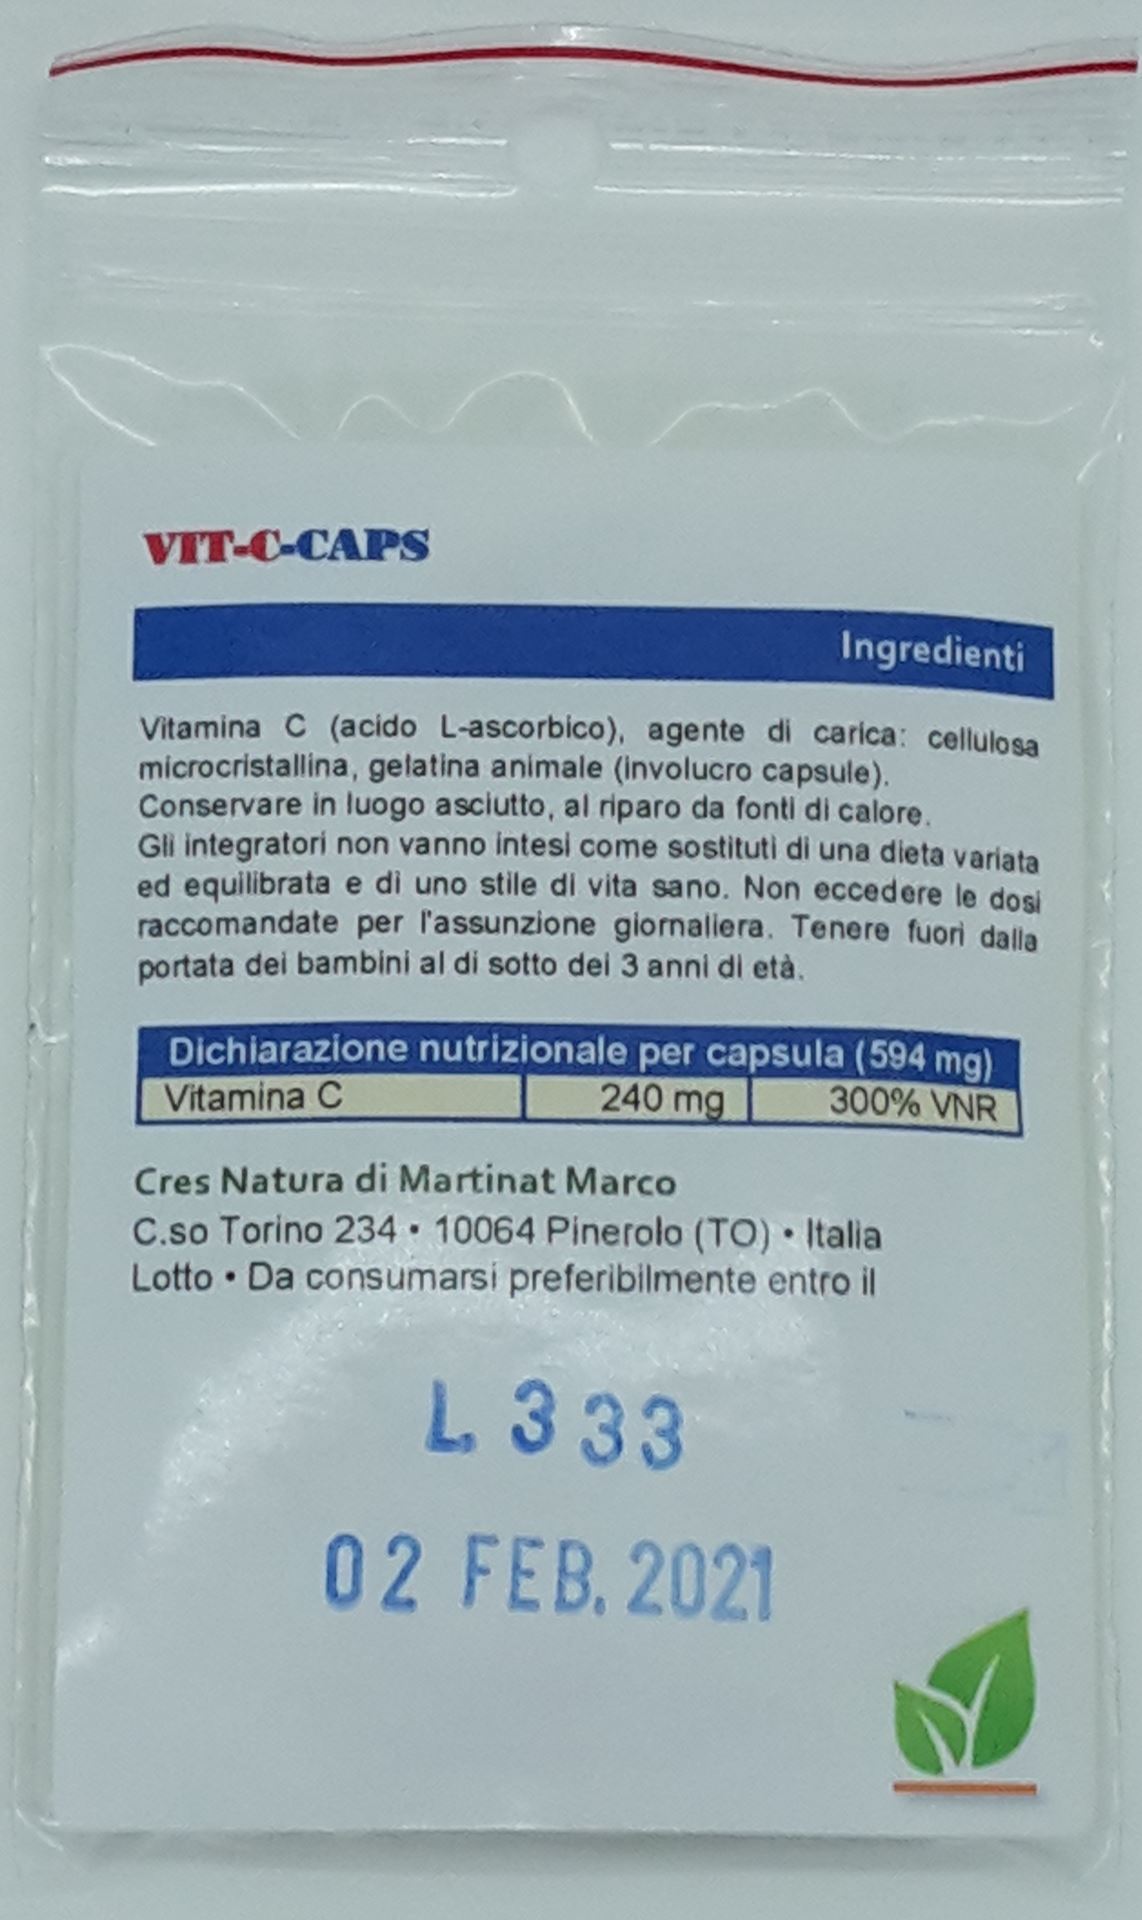 VIT-C-CAPS
Ingredienti
Vitamina C (acido L-ascorbico), agente di carica: cellulosa
microcristallina, gelatina animale (involucro capsule).
Conservare in luogo asciutto, al riparo da fonti di calore.
Gli integratori non vanno intesi come sostituti di una dieta variata
ed equilibrata e di uno stile di vita sano. Non eccedere le dosi
raccomandate per l'assunzione giornaliera. Tenere fuori dalla
portata dei bambini al di sotto dei 3 anni di età.
Dichiarazione nutrizionale per capsula (594 mg)
Vitamina C 240 mg 300% VNR
Cres Natura di Martinat Marco
C.so Torino 234 • 10064 Pinerolo (TO) • Italia
Lotto • Da consumarsi preferibilmente entro il
L 333
02 FEB. 2021